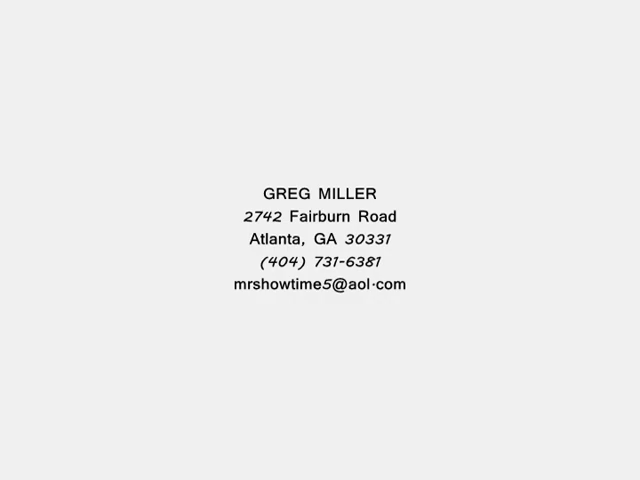 GREG MILLER
2742 Fairburn Road
Atlanta, GA 30331
(404) 731-6381
mrshowtime5@aol.com